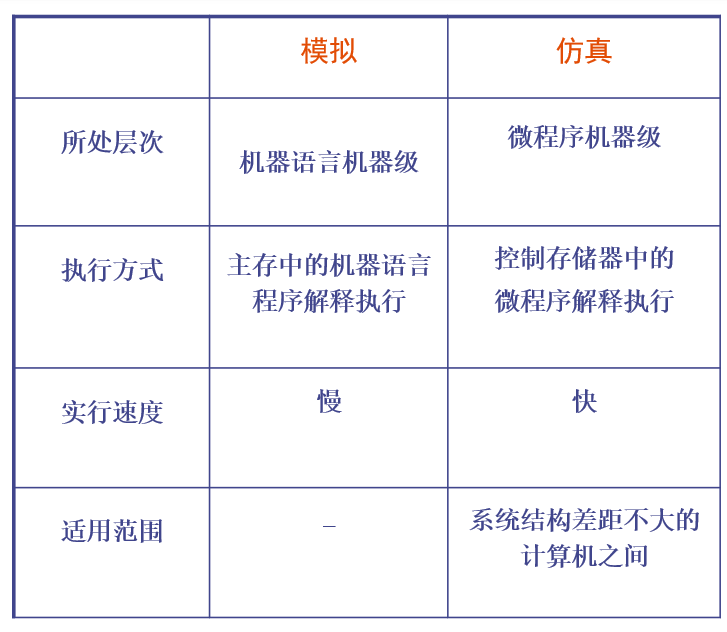 模拟
仿真
所处层次
机器语言机器级
微程序机器级
执行方式
主存中的机器语言
程序解释执行
控制存储器中的
微程序解释执行
实行速度
慢
快
适用范围
–
系统结构差距不大的
计算机之间